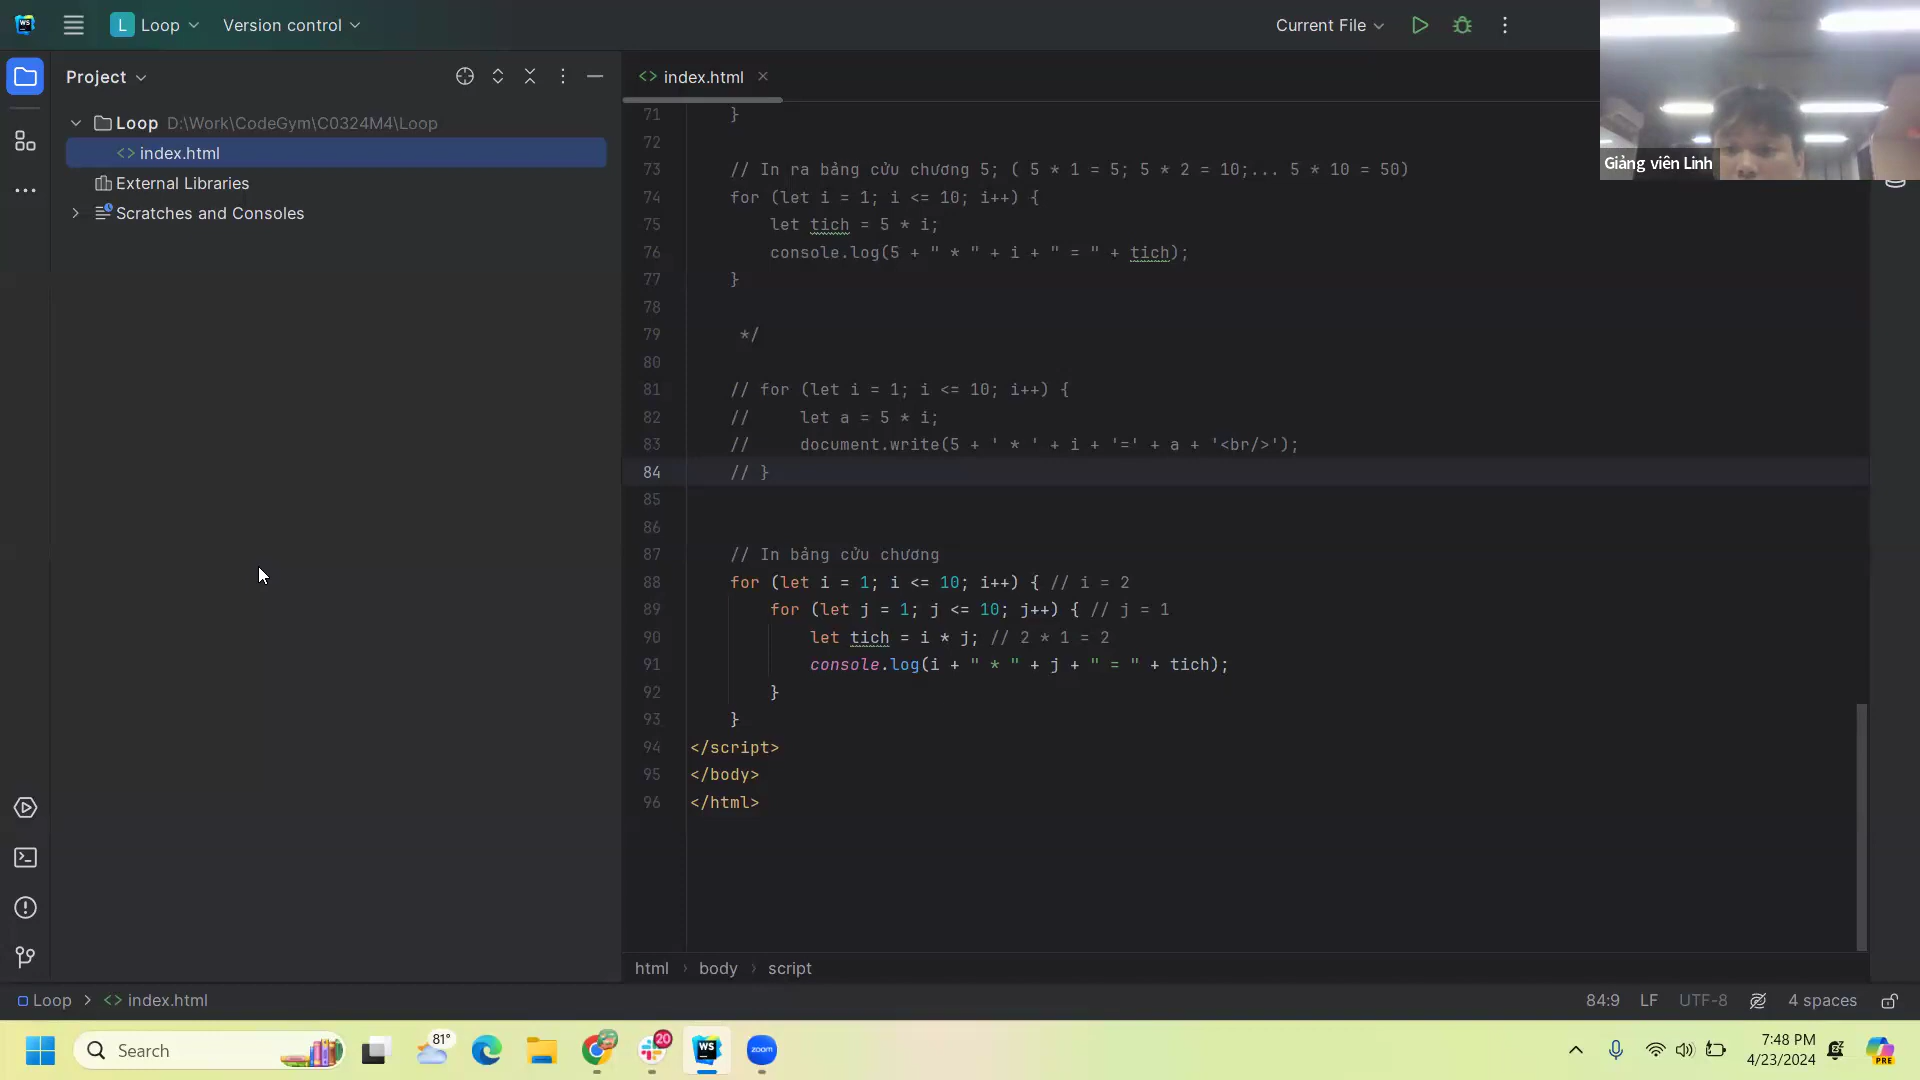 WS
L Loop Version control
Current File
Project
Loop D:\Work\CodeGym\C0324M4\Loop
<> index.html
External Libraries
Scratches and Consoles
<> index.html
Giảng viên Linh
71 }
72
73 // In ra bảng cửu chương 5; ( 5 * 1 = 5; 5 * 2 = 10;... 5 * 10 = 50)
74 for (let i = 1; i <= 10; i++) {
75 let tich = 5 * i;
76 console.log(5 + " * " + i + " = " + tich);
77 }
78
79 */
80
81 // for (let i = 1; i <= 10; i++) {
82 // let a = 5 * i;
83 // document.write(5 + ' * ' + i + '=' + a + '<br/>');
84 // }
85
86
87 // In bảng cửu chương
88 for (let i = 1; i <= 10; i++) { // i = 2
89 for (let j = 1; j <= 10; j++) { // j = 1
90 let tich = i * j; // 2 * 1 = 2
91 console.log(i + " * " + j + " = " + tich);
92 }
93 }
94 </script>
95 </body>
96 </html>
html › body › script
Loop > <> index.html
84:9 LF UTF-8 4 spaces
Search
81°
20
WS
zoom
7:48 PM
4/23/2024
PRE